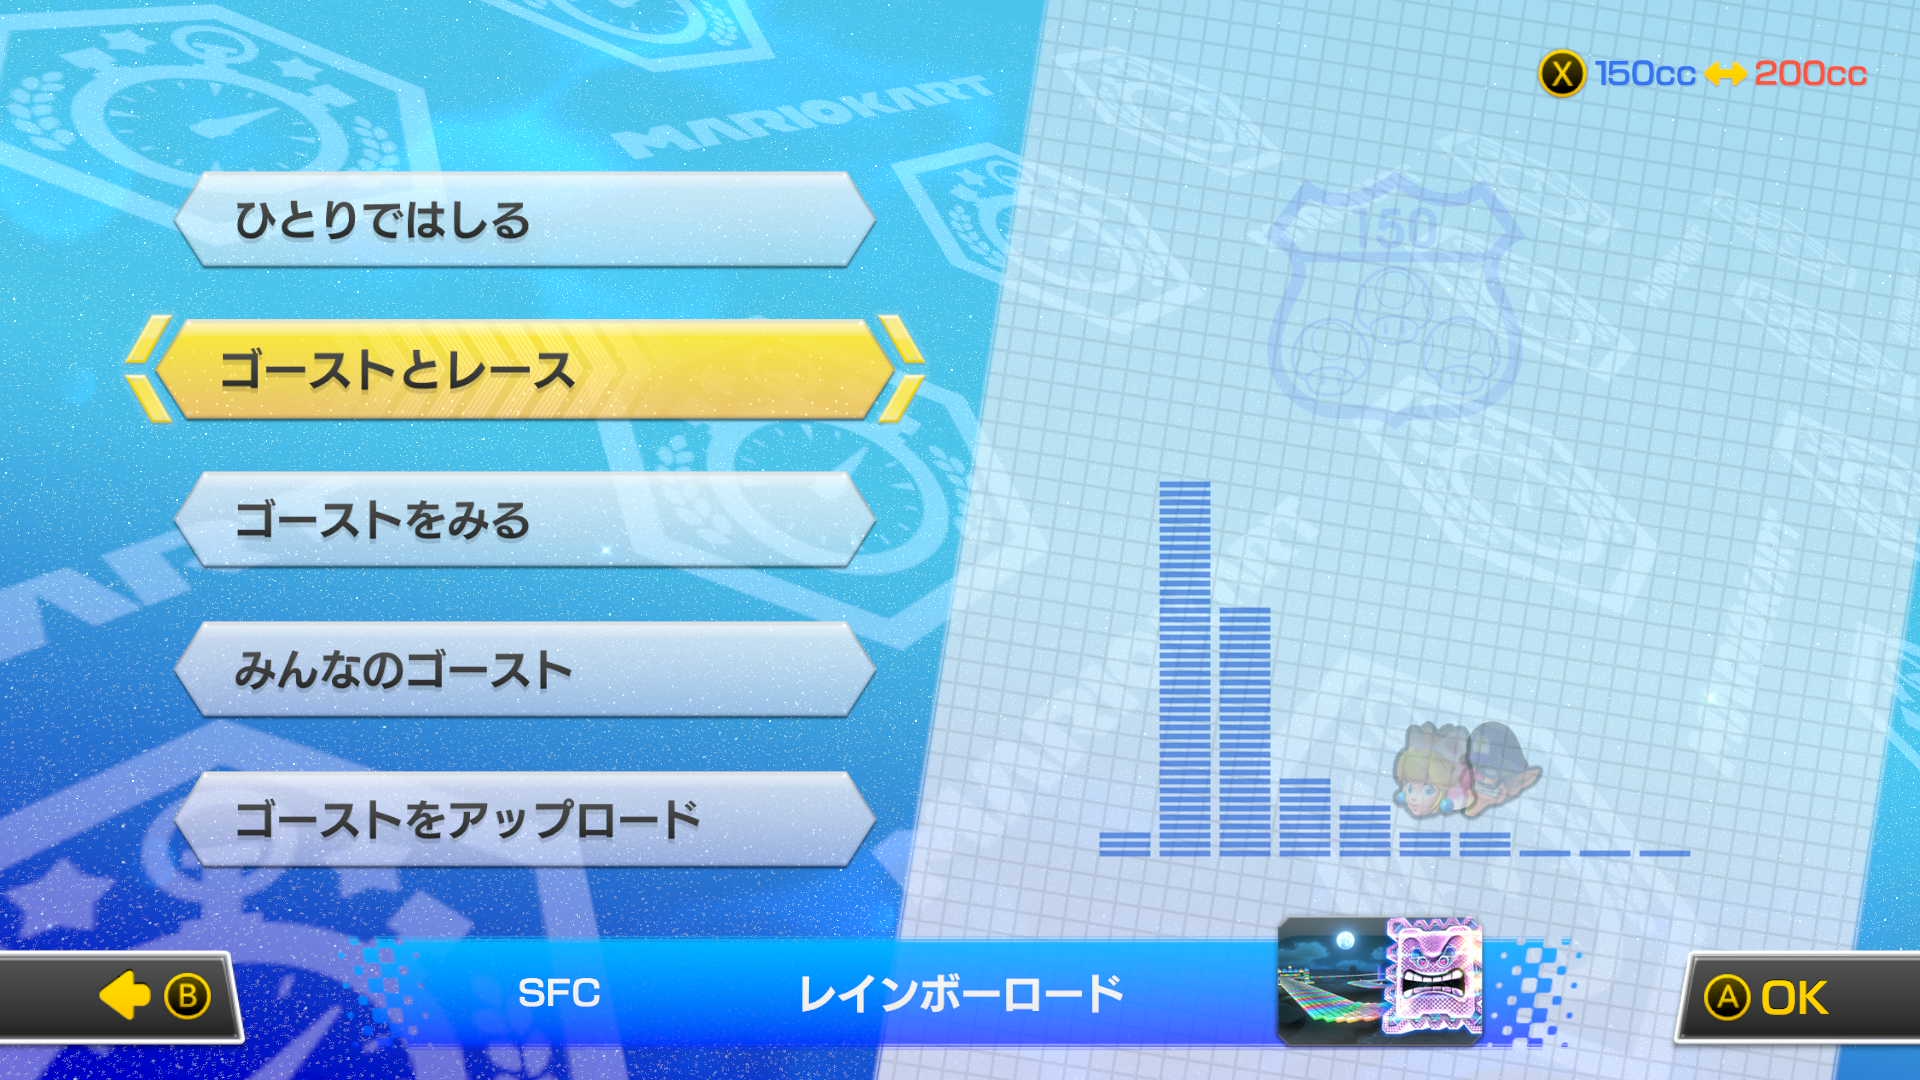 150cc 200cc
X
MARIOKART
150
ひとりではしる
ゴーストとレース
ゴーストをみる
みんなのゴースト
ゴーストをアップロード
B
SFC レインボーロード
A OK